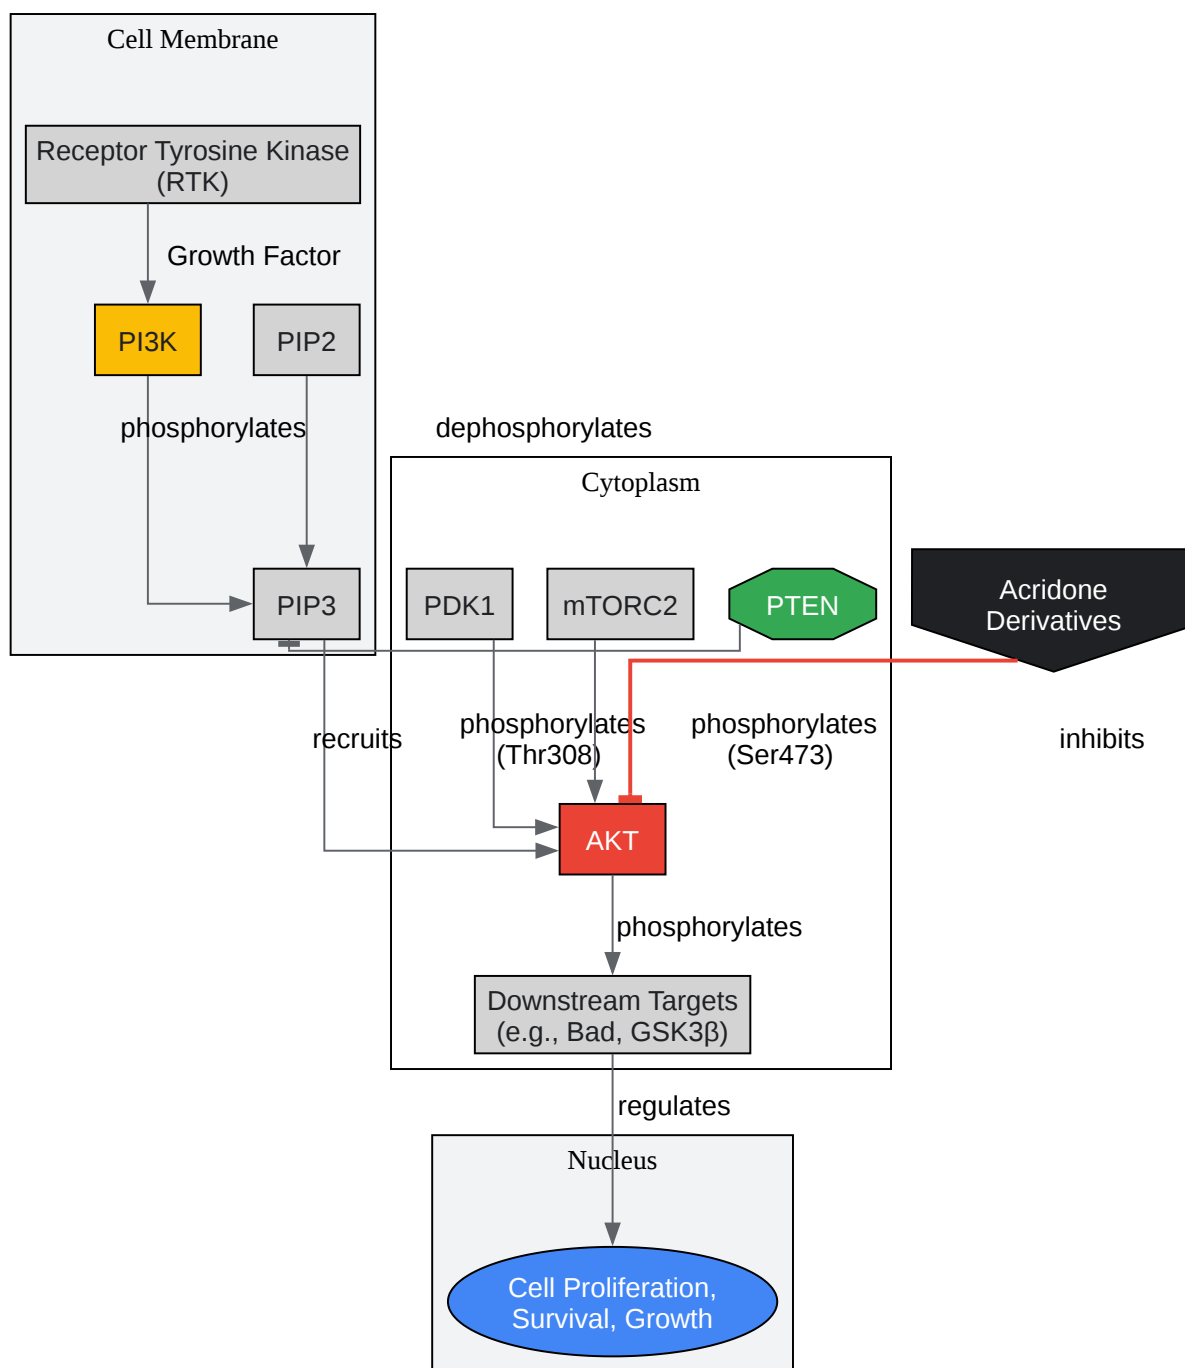 Cell Membrane
Receptor Tyrosine Kinase
(RTK)
Growth Factor
PI3K
PIP2
phosphorylates
dephosphorylates
Cytoplasm
PIP3
PDK1
mTORC2
PTEN
Acridone
Derivatives
recruits
phosphorylates
(Thr308)
phosphorylates
(Ser473)
inhibits
AKT
phosphorylates
Downstream Targets
(e.g., Bad, GSK3β)
regulates
Nucleus
Cell Proliferation,
Survival, Growth